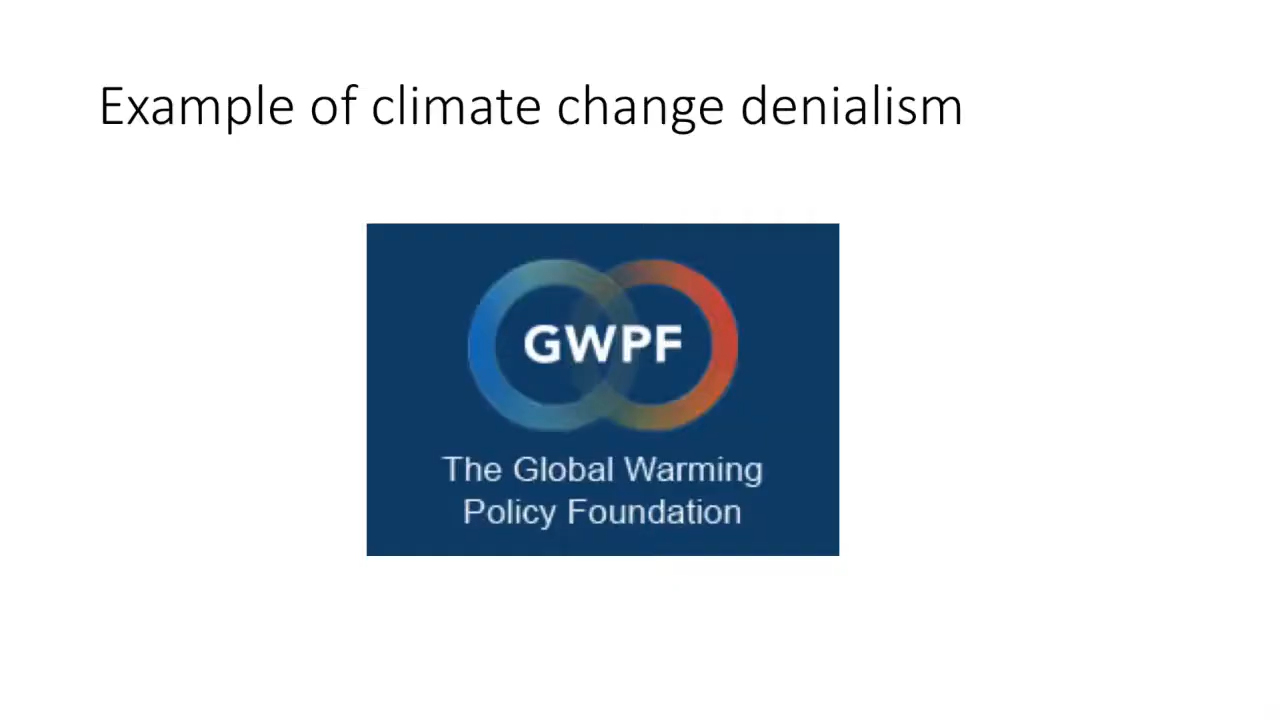 Example of climate change denialism
GWPF
The Global Warming
Policy Foundation